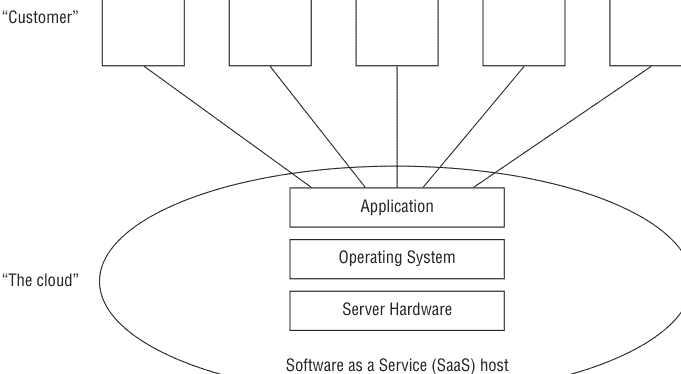 “Customer”
Application
Operating System
“The cloud”
Server Hardware
Software as a Service (SaaS) host